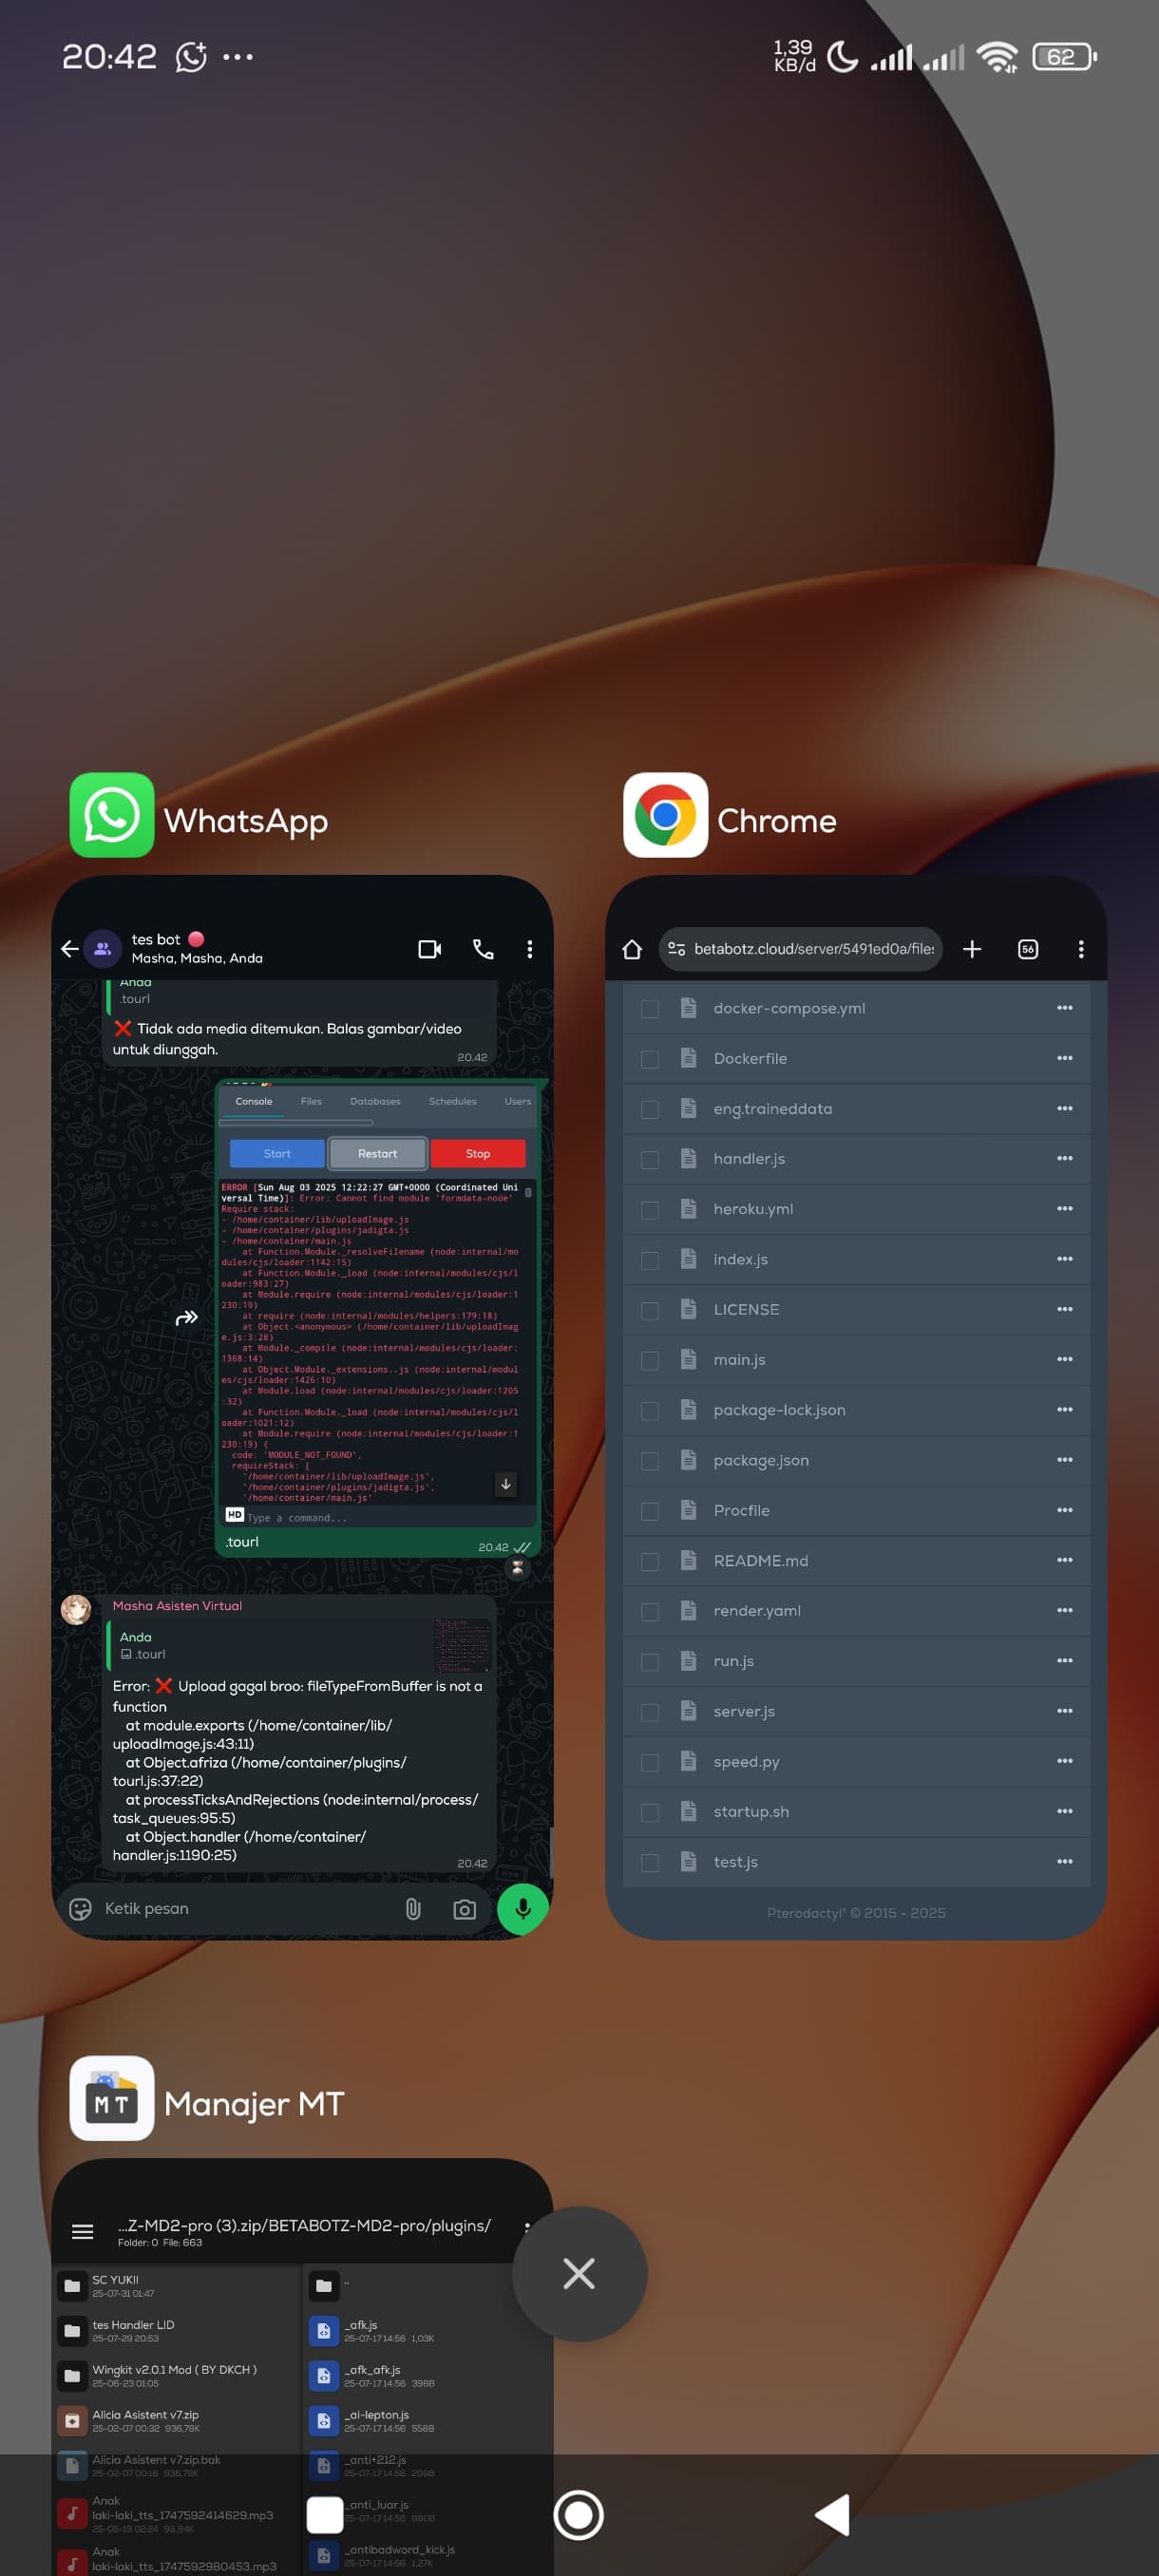 20:42
1,39
KB/d
62
WhatsApp
tes bot
Masha, Masha, Anda
Anda
.tourl
❌ Tidak ada media ditemukan. Balas gambar/video
untuk diunggah.
20.42
Console Files Databases Schedules Users
Start Restart Stop
ERROR [Sun Aug 03 2025 12:22:27 GMT+0000 (Coordinated Uni
versal Time)]: Error: Cannot find module 'formdata-node'
Require stack:
- /home/container/lib/uploadImage.js
- /home/container/plugins/jadigta.js
- /home/container/main.js
at Function.Module._resolveFilename (node:internal/mo
dules/cjs/loader:1142:15)
at Function.Module._load (node:internal/modules/cjs/l
oader:983:27)
at Module.require (node:internal/modules/cjs/loader:1
230:19)
at require (node:internal/modules/helpers:179:18)
at Object.<anonymous> (/home/container/lib/uploadImag
e.js:3:28)
at Module._compile (node:internal/modules/cjs/loader:
1368:14)
at Object.Module._extensions..js (node:internal/modul
es/cjs/loader:1426:10)
at Module.load (node:internal/modules/cjs/loader:1205
:32)
at Function.Module._load (node:internal/modules/cjs/l
oader:1021:12)
at Module.require (node:internal/modules/cjs/loader:1
230:19) {
code: 'MODULE_NOT_FOUND',
requireStack: [
'/home/container/lib/uploadImage.js',
'/home/container/plugins/jadigta.js',
'/home/container/main.js'
HD
Type a command...
.tourl
20.42
Masha Asisten Virtual
Anda
.tourl
Error: ❌ Upload gagal broo: fileTypeFromBuffer is not a
function
at module.exports (/home/container/lib/
uploadImage.js:43:11)
at Object.afriza (/home/container/plugins/
tourl.js:37:22)
at processTicksAndRejections (node:internal/process/
task_queues:95:5)
at Object.handler (/home/container/
handler.js:1190:25)
20.42
Ketik pesan
Chrome
betabotz.cloud/server/5491ed0a/files
56
docker-compose.yml
Dockerfile
eng.traineddata
handler.js
heroku.yml
index.js
LICENSE
main.js
package-lock.json
package.json
Procfile
README.md
render.yaml
run.js
server.js
speed.py
startup.sh
test.js
Pterodactyl® © 2015 - 2025
MT
Manajer MT
...Z-MD2-pro (3).zip/BETABOTZ-MD2-pro/plugins/
Folder: 0 File: 663
SC YUKII
25-07-31 01:47
tes Handler LID
25-07-29 20:53
Wingkit v2.0.1 Mod ( BY DKCH )
25-06-23 01:05
Alicia Asistent v7.zip
25-02-07 00:32 936,78K
Alicia Asistent v7.zip.bak
25-02-07 00:18 936,78K
Anak
laki-laki_tts_1747592414629.mp3
25-05-19 02:24 98,94K
Anak
laki-laki_tts_1747592980453.mp3
..
_afk.js
25-07-17 14:56 1,03K
_afk_afk.js
25-07-17 14:56 398B
_ai-lepton.js
25-07-17 14:56 558B
_anti+212.js
25-07-17 14:56 299B
_anti_luar.js
25-07-17 14:56 880B
_antibadword_kick.js
25-07-17 14:56 1,27K